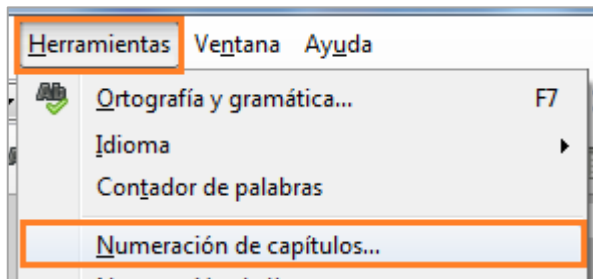 Herramientas Ventana Ayuda
Ortografía y gramática... F7
Idioma
Contador de palabras
Numeración de capítulos...